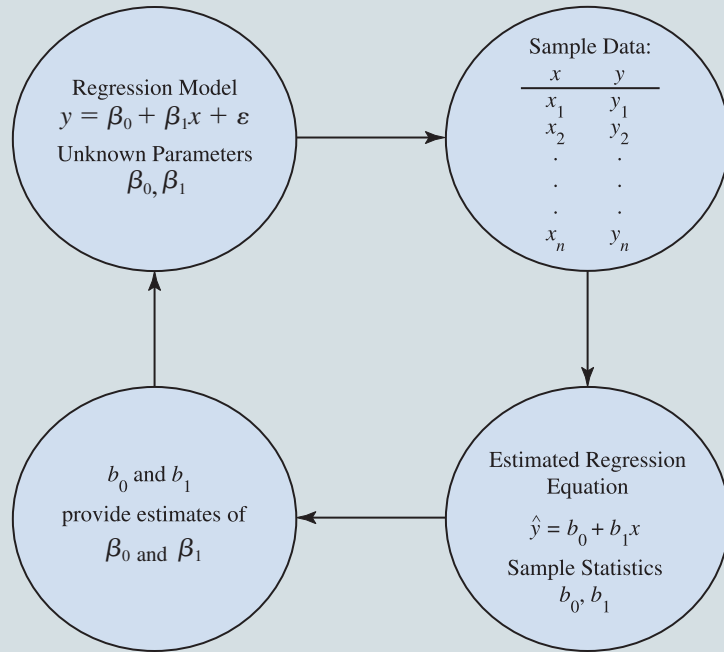 Regression Model
y = β₀ + β₁x + ε
Unknown Parameters
β₀, β₁
Sample Data:
x y
x₁ y₁
x₂ y₂
. .
. .
. .
xₙ yₙ
Estimated Regression
Equation
ŷ = b₀ + b₁x
Sample Statistics
b₀, b₁
b₀ and b₁
provide estimates of
β₀ and β₁